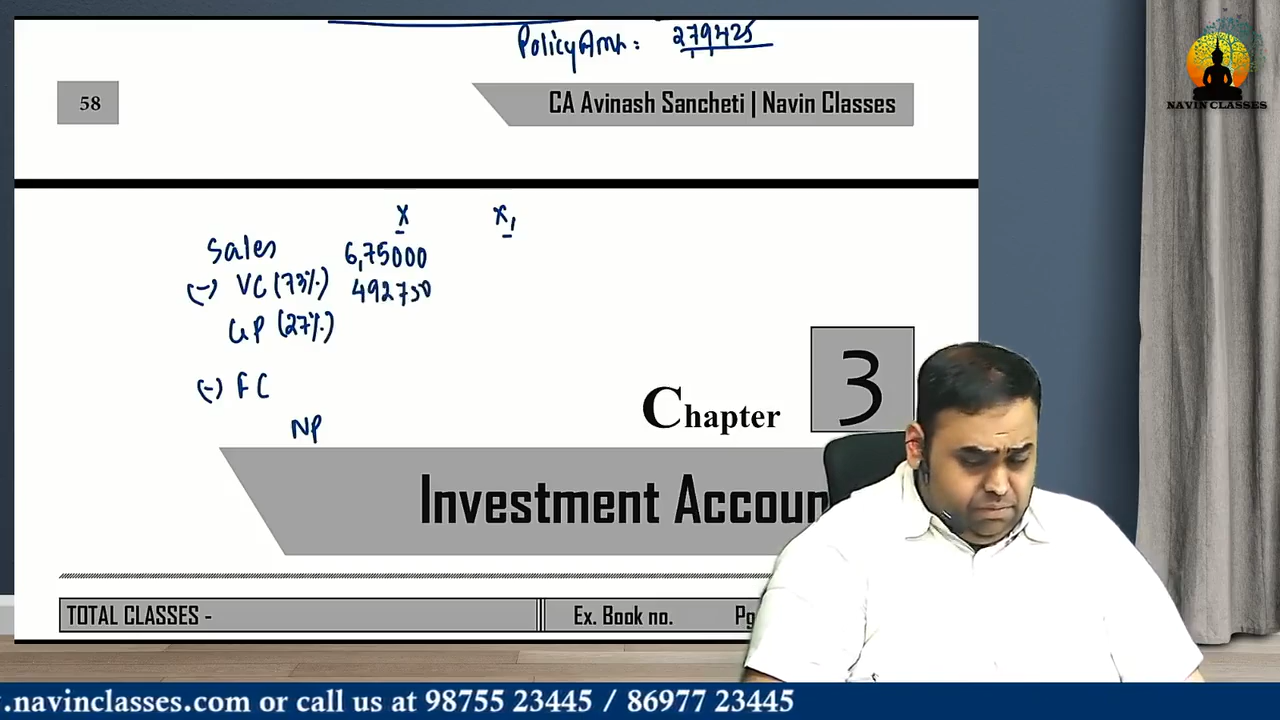 Policy Amt: 279425
NAVIN CLASSES
58
CA Avinash Sancheti | Navin Classes
X X1
Sales 6,75000
(-) VC (73%) 492750
GP (27%)
(-) FC
NP
Chapter 3
Investment Accoun
TOTAL CLASSES -
Ex. Book no. Pg
.navinclasses.com or call us at 98755 23445 / 86977 23445